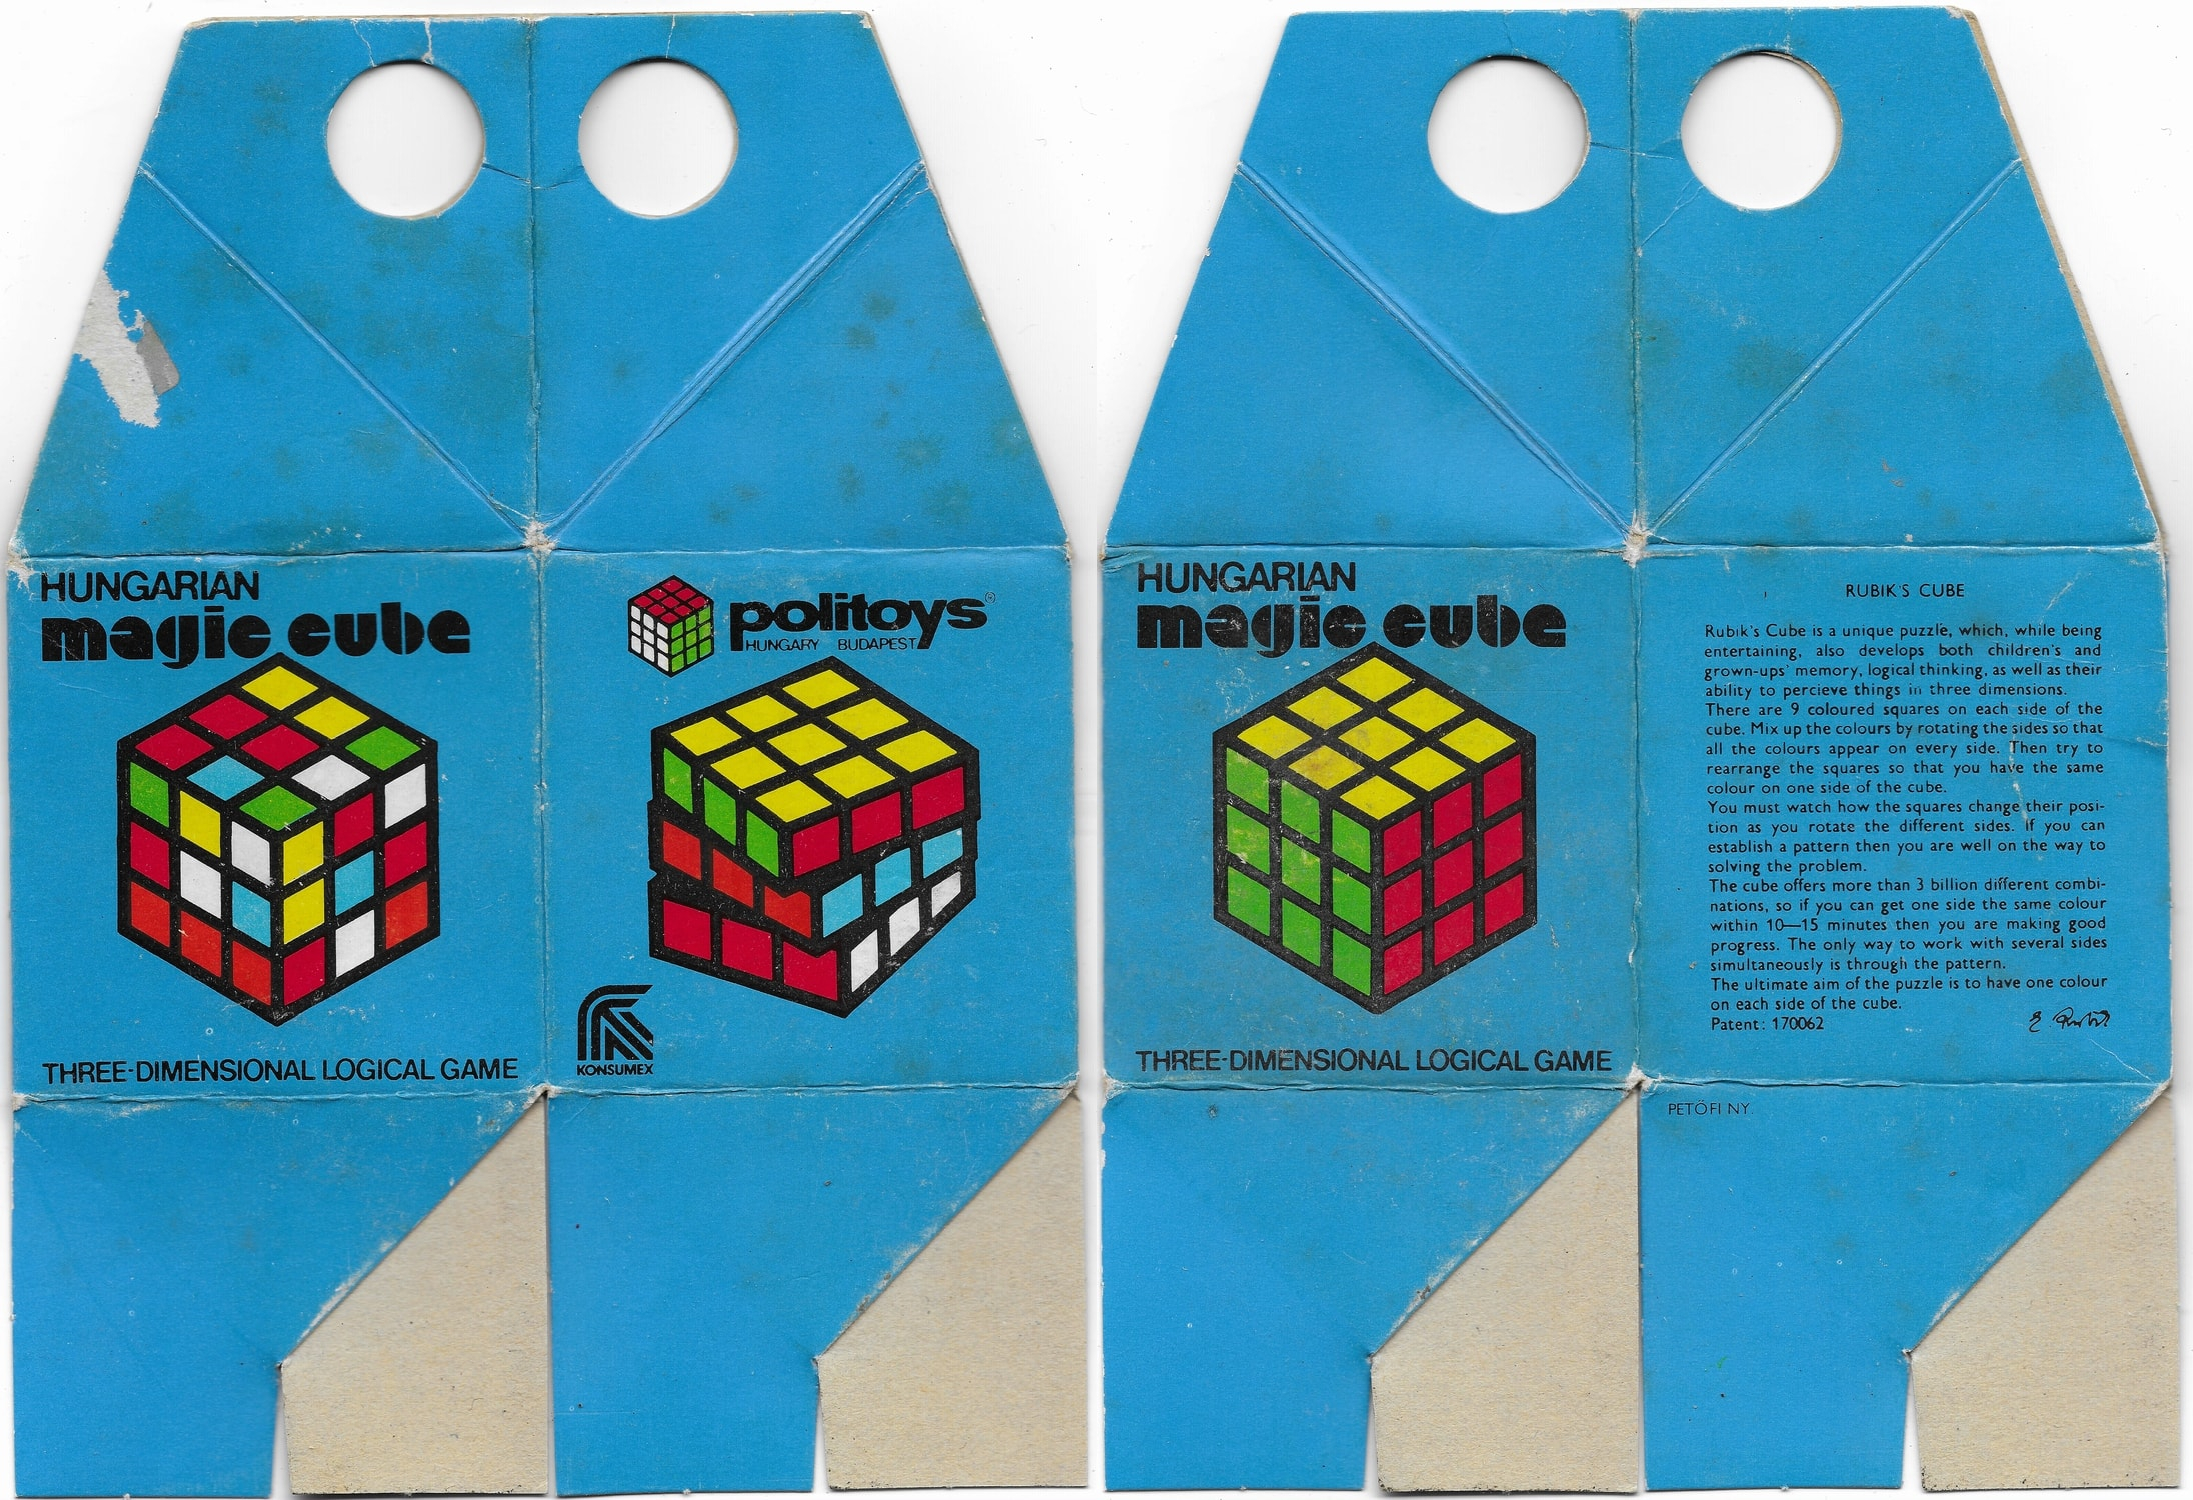 HUNGARIAN
magic cube
THREE-DIMENSIONAL LOGICAL GAME
politoys®
HUNGARY BUDAPEST
KONSUMEX
HUNGARIAN
magic cube
THREE-DIMENSIONAL LOGICAL GAME
RUBIK'S CUBE
Rubik's Cube is a unique puzzle, which, while being
entertaining, also develops both children's and
grown-ups' memory, logical thinking, as well as their
ability to percieve things in three dimensions.
There are 9 coloured squares on each side of the
cube. Mix up the colours by rotating the sides so that
all the colours appear on every side. Then try to
rearrange the squares so that you have the same
colour on one side of the cube.
You must watch how the squares change their posi-
tion as you rotate the different sides. If you can
establish a pattern then you are well on the way to
solving the problem.
The cube offers more than 3 billion different combi-
nations, so if you can get one side the same colour
within 10—15 minutes then you are making good
progress. The only way to work with several sides
simultaneously is through the pattern.
The ultimate aim of the puzzle is to have one colour
on each side of the cube.
Patent: 170062
PETŐFI NY.